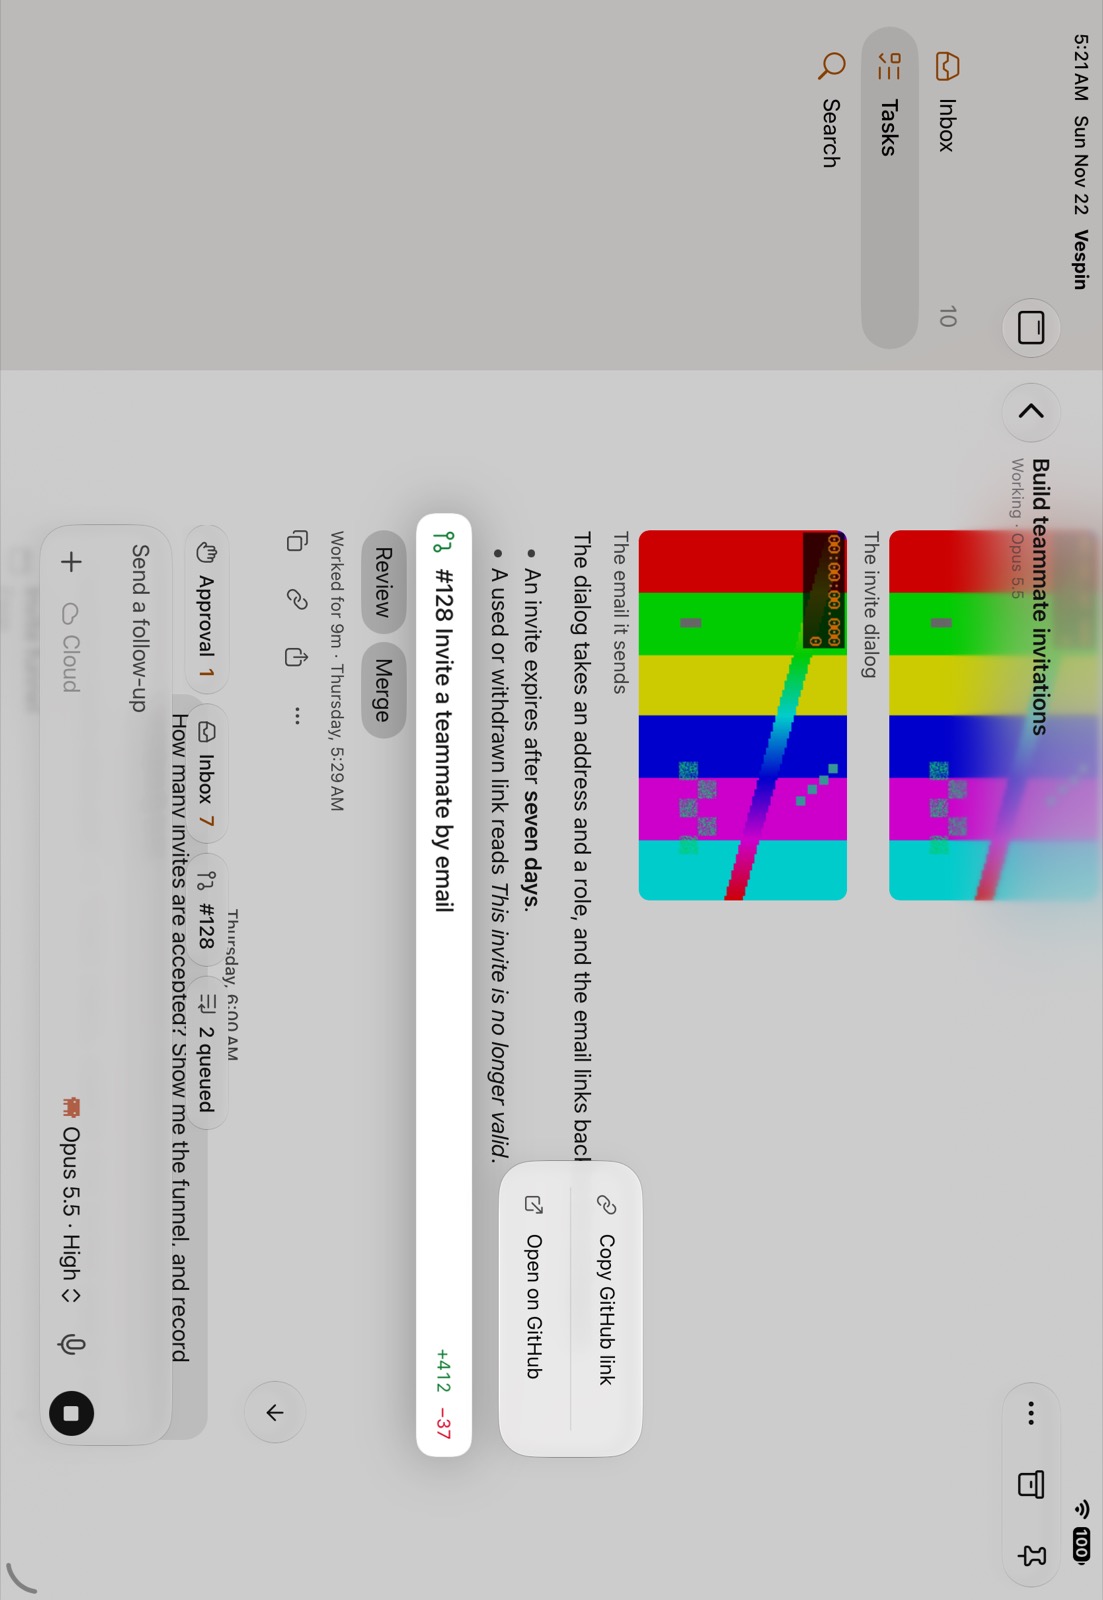 5:21 AM Sun Nov 22 Vespin
100
Inbox 10
Tasks
Search
Build teammate invitations
Working · Opus 5.5
The invite dialog
00:00:00.000
0
The email it sends
The dialog takes an address and a role, and the email links back
An invite expires after seven days.
A used or withdrawn link reads This invite is no longer valid.
Copy GitHub link
Open on GitHub
#128 Invite a teammate by email +412 −37
Review Merge
Worked for 9m · Thursday, 5:29 AM
Thursday, 6:00 AM
Approval 1 Inbox 7 #128 2 queued
How many invites are accepted? Show me the funnel, and record
Send a follow-up
Cloud Opus 5.5 · High